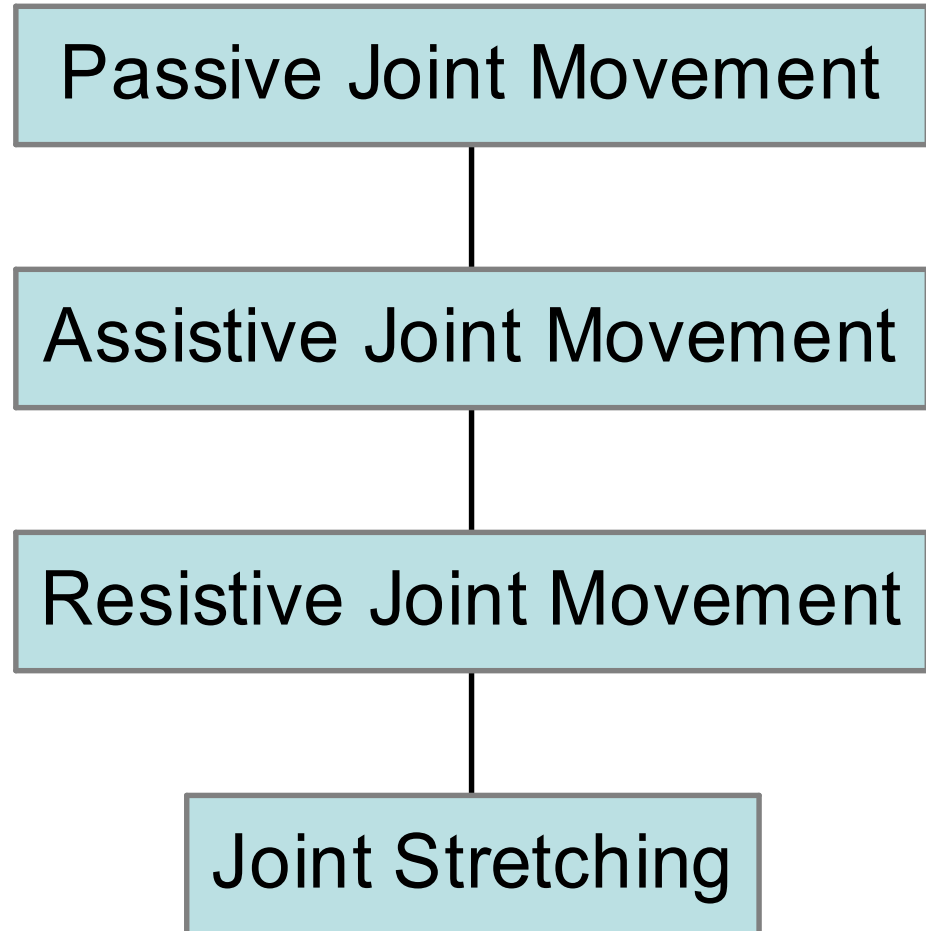 Passive Joint Movement
Assistive Joint Movement
Resistive Joint Movement
Joint Stretching